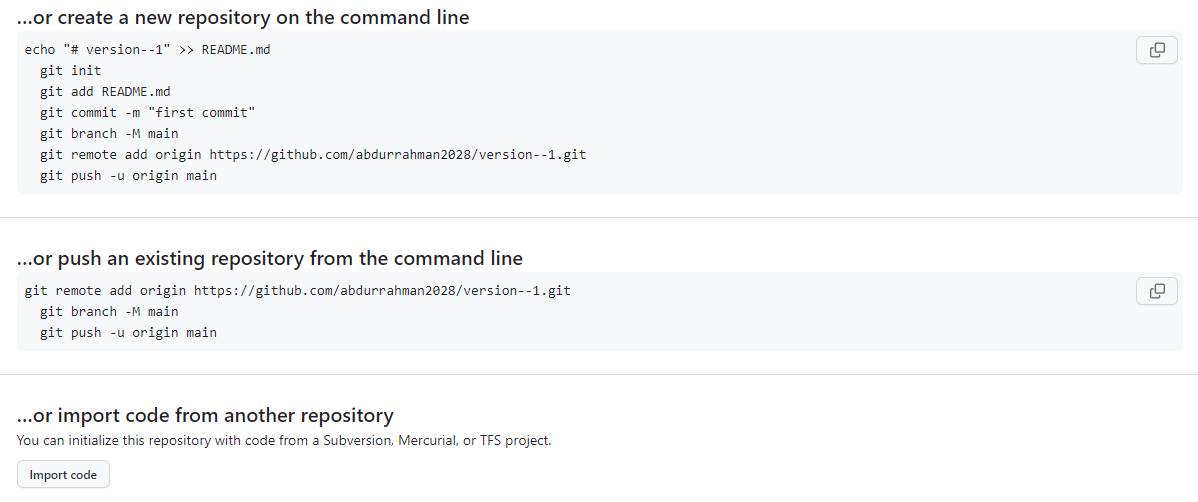 ...or create a new repository on the command line
echo "# version--1" >> README.md
git init
git add README.md
git commit -m "first commit"
git branch -M main
git remote add origin https://github.com/abdurrahman2028/version--1.git
git push -u origin main
...or push an existing repository from the command line
git remote add origin https://github.com/abdurrahman2028/version--1.git
git branch -M main
git push -u origin main
...or import code from another repository
You can initialize this repository with code from a Subversion, Mercurial, or TFS project.
Import code